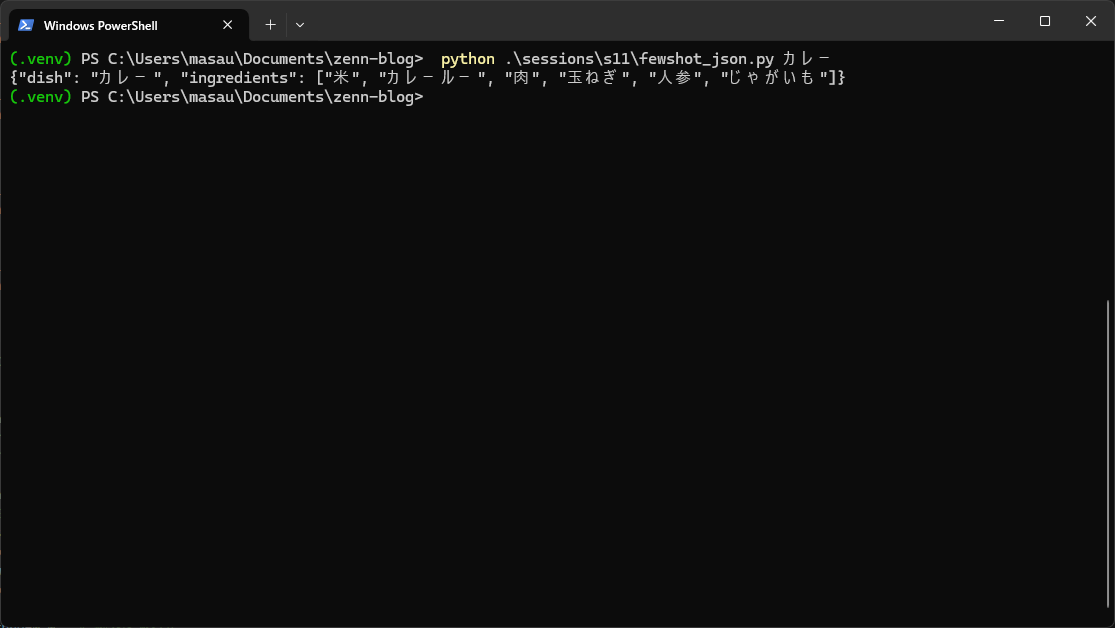 Windows PowerShell
(.venv) PS C:\Users\masau\Documents\zenn-blog>  python .\sessions\s11\fewshot_json.py カレー
{"dish": "カレー", "ingredients": ["米", "カレールー", "肉", "玉ねぎ", "人参", "じゃがいも"]}
(.venv) PS C:\Users\masau\Documents\zenn-blog>